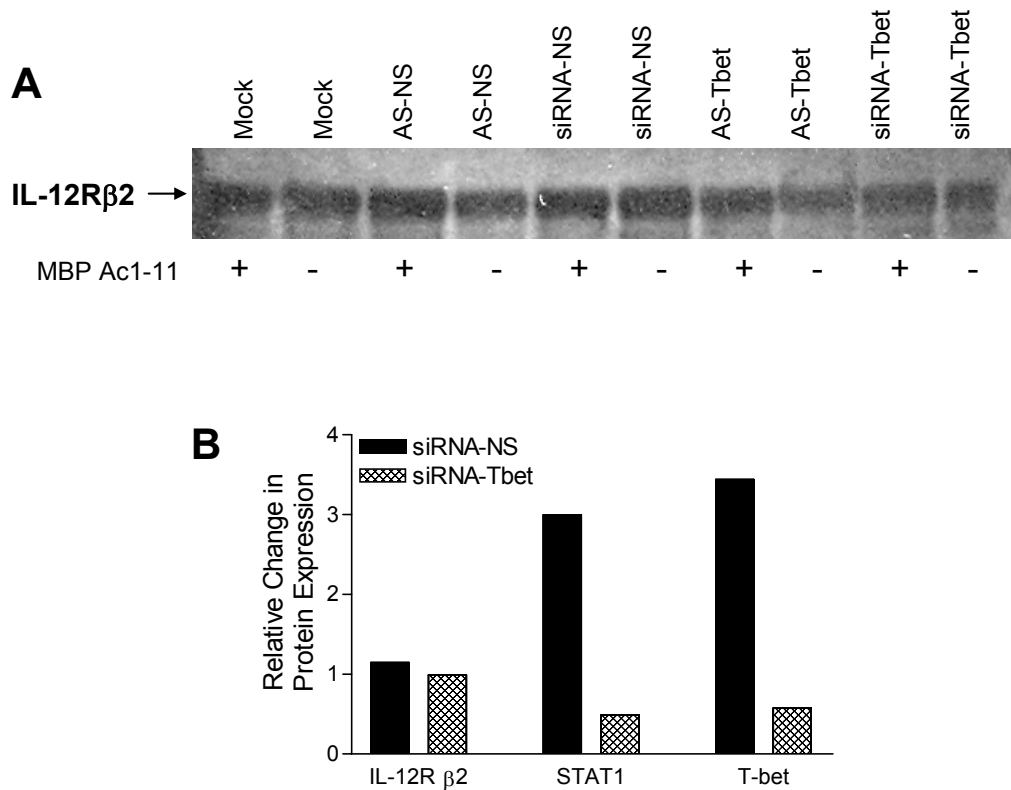 A
Mock Mock AS-NS AS-NS siRNA-NS siRNA-NS AS-Tbet AS-Tbet siRNA-Tbet siRNA-Tbet
IL-12Rβ2
MBP Ac1-11 + - + - + - + - + -
B
siRNA-NS
siRNA-Tbet
Relative Change in
Protein Expression
4
3
2
1
0
IL-12R β2 STAT1 T-bet